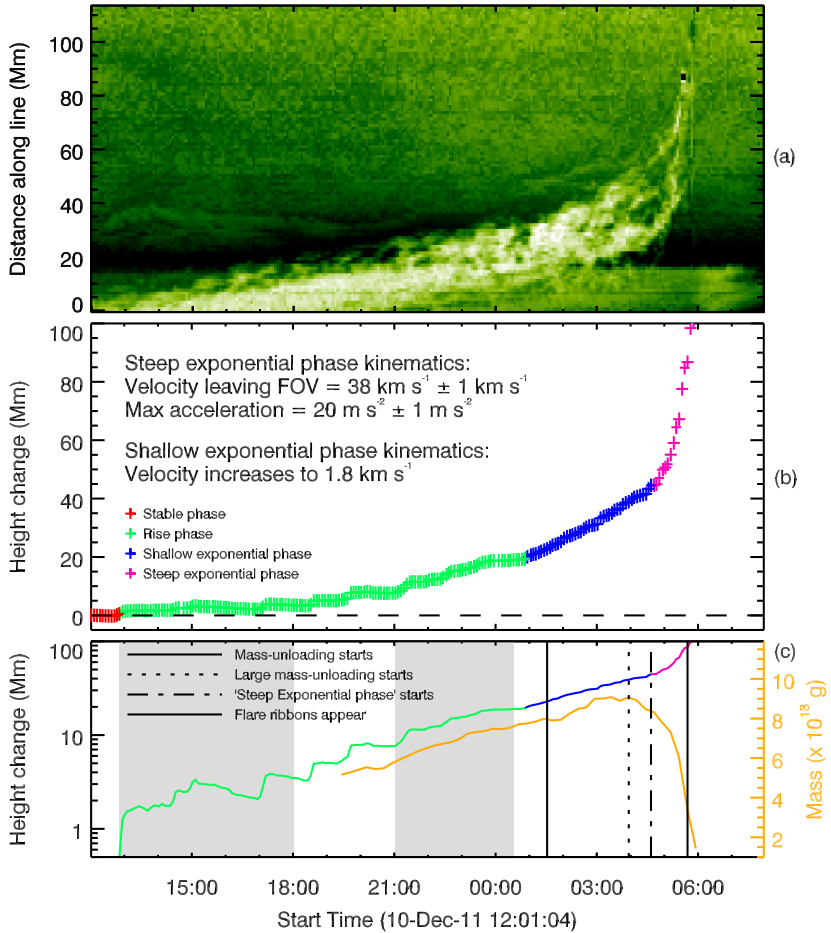 100
80
60
40
20
0
Distance along line (Mm)
(a)
100
80
60
40
20
0
Height change (Mm)
Steep exponential phase kinematics:
Velocity leaving FOV = 38 km s⁻¹ ± 1 km s⁻¹
Max acceleration = 20 m s⁻² ± 1 m s⁻²
Shallow exponential phase kinematics:
Velocity increases to 1.8 km s⁻¹
Stable phase
Rise phase
Shallow exponential phase
Steep exponential phase
(b)
100
10
1
Height change (Mm)
Mass-unloading starts
Large mass-unloading starts
'Steep Exponential phase' starts
Flare ribbons appear
(c)
10
8
6
4
2
Mass (x 10¹³ g)
15:00 18:00 21:00 00:00 03:00 06:00
Start Time (10-Dec-11 12:01:04)